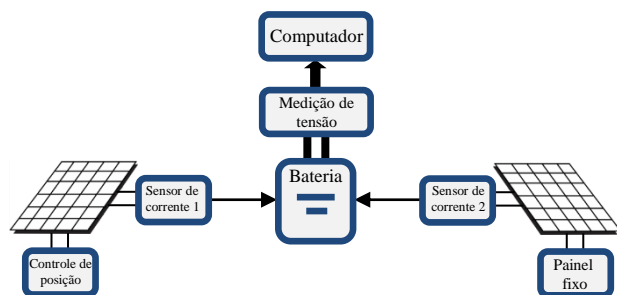 Computador
Medição de
tensão
Bateria
Sensor de
corrente 1
Sensor de
corrente 2
Controle de
posição
Painel
fixo